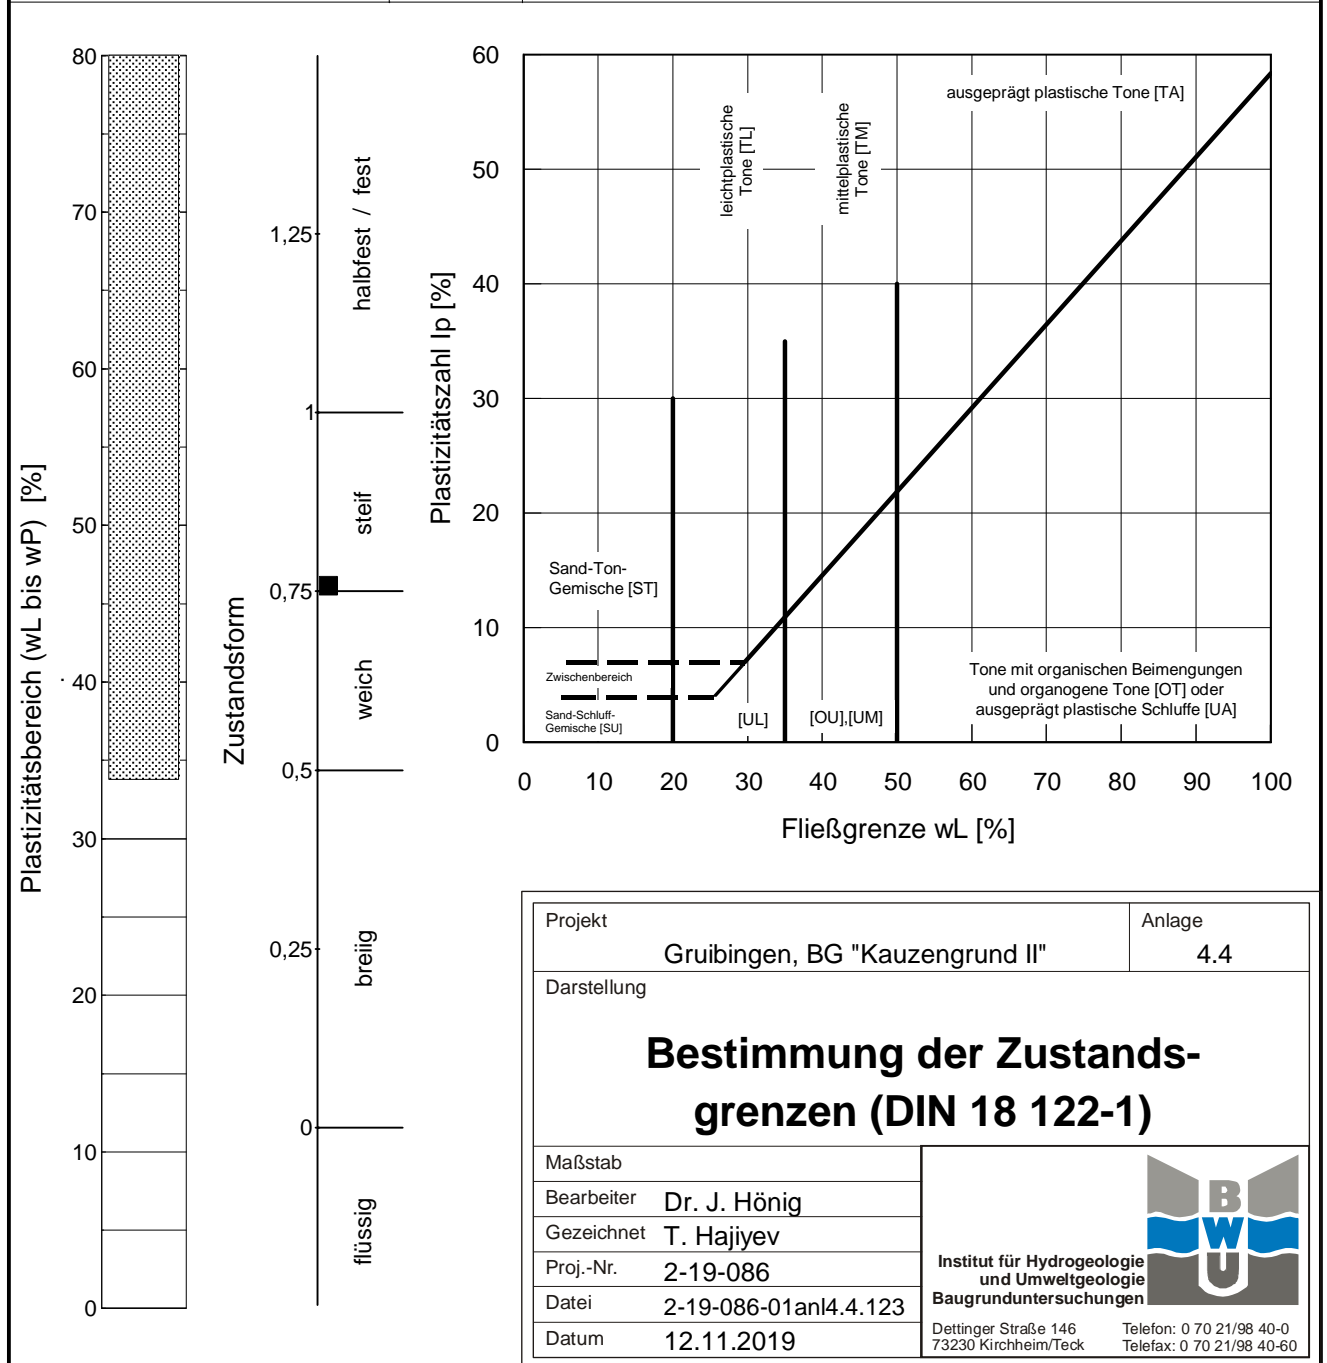 Plastizitätsbereich (wL bis wP) [%]
80
70
60
50
40
30
20
10
0
Zustandsform
1,25
1
0,75
0,5
0,25
0
halbfest / fest
steif
weich
breiig
flüssig
Plastizitätszahl Ip [%]
60
50
40
30
20
10
0
leichtplastische
Tone [TL]
mittelplastische
Tone [TM]
ausgeprägt plastische Tone [TA]
Sand-Ton-
Gemische [ST]
Zwischenbereich
Sand-Schluff-
Gemische [SU]
[UL]
[OU],[UM]
Tone mit organischen Beimengungen
und organogene Tone [OT] oder
ausgeprägt plastische Schluffe [UA]
0 10 20 30 40 50 60 70 80 90 100
Fließgrenze wL [%]
Projekt
Gruibingen, BG "Kauzengrund II"
Anlage
4.4
Darstellung
Bestimmung der Zustands-
grenzen (DIN 18 122-1)
Maßstab
Bearbeiter Dr. J. Hönig
Gezeichnet T. Hajiyev
Proj.-Nr. 2-19-086
Datei 2-19-086-01anl4.4.123
Datum 12.11.2019
B
W
U
Institut für Hydrogeologie
und Umweltgeologie
Baugrunduntersuchungen
Dettinger Straße 146 Telefon: 0 70 21/98 40-0
73230 Kirchheim/Teck Telefax: 0 70 21/98 40-60